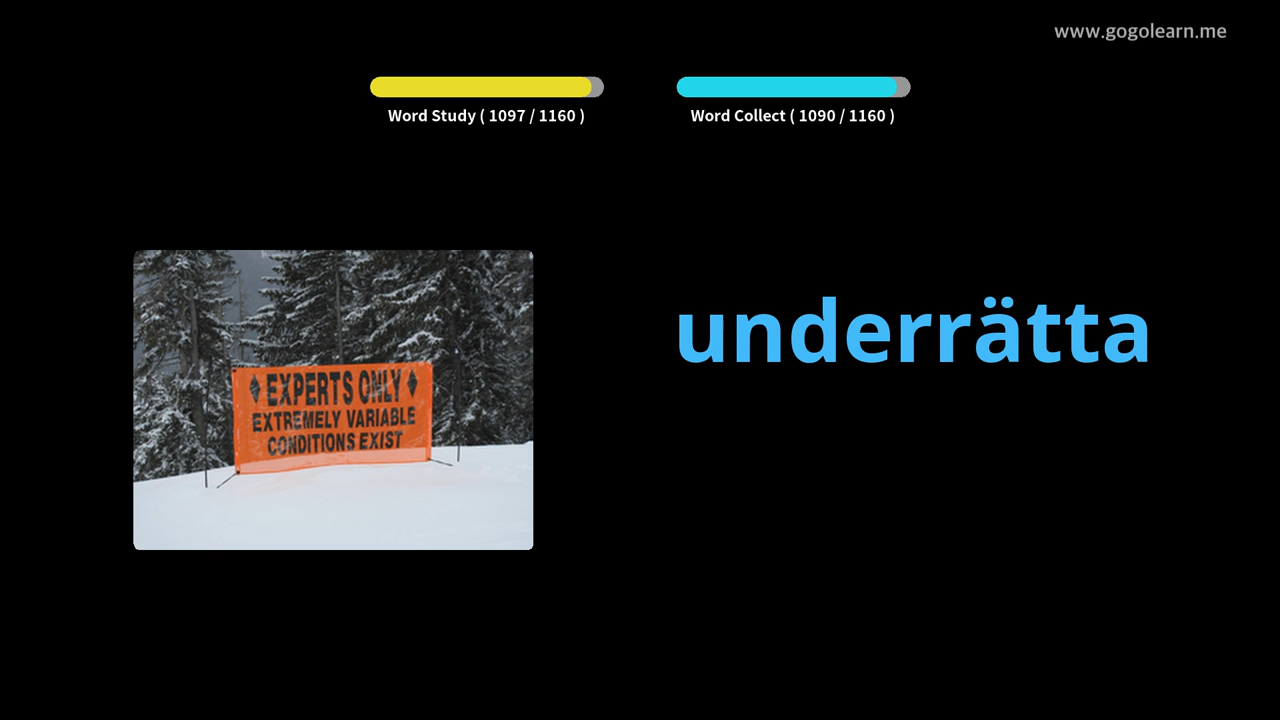 www.gogolearn.me
Word Study ( 1097 / 1160 )
Word Collect ( 1090 / 1160 )
underrätta
EXPERTS ONLY
EXTREMELY VARIABLE
CONDITIONS EXIST